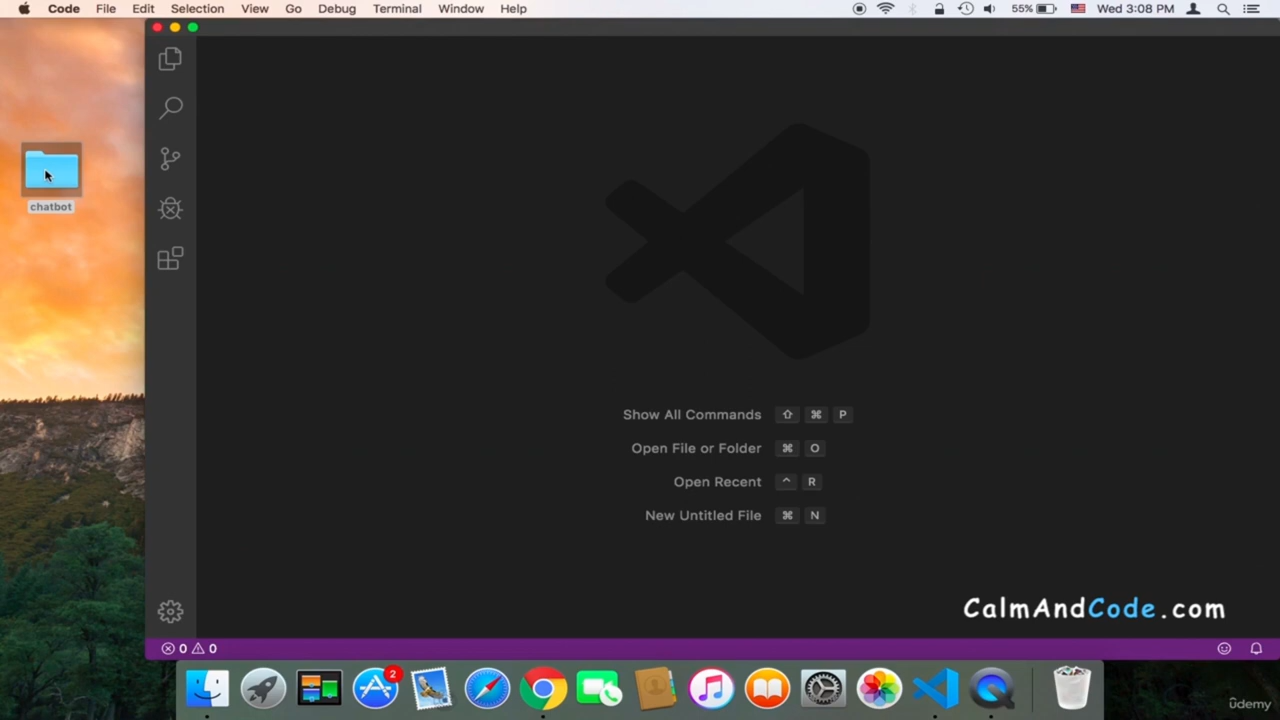 Code File Edit Selection View Go Debug Terminal Window Help 55% Wed 3:08 PM
chatbot
Show All Commands ⇧ ⌘ P
Open File or Folder ⌘ O
Open Recent ^ R
New Untitled File ⌘ N
CalmAndCode.com
0 0
2
ûdemy